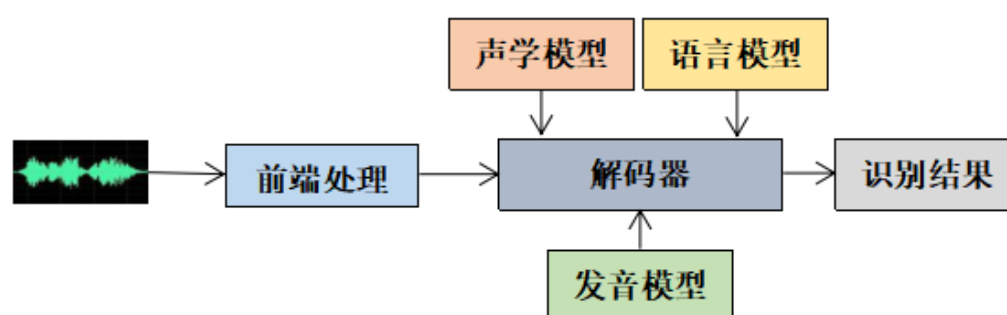 声学模型
语言模型
前端处理
解码器
识别结果
发音模型